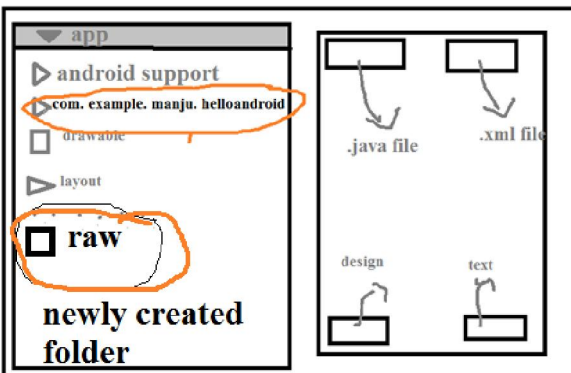 app
android support
com. example. manju. helloandroid
drawable
layout
raw
newly created
folder
.java file
.xml file
design
text